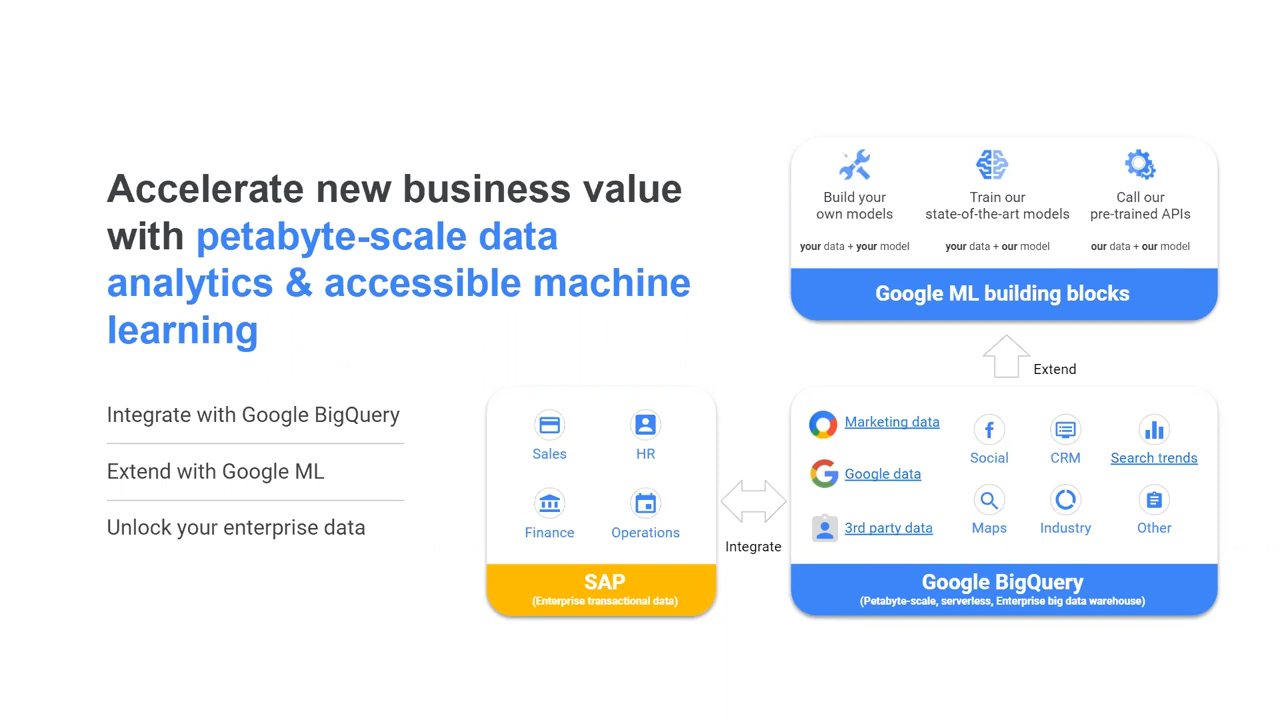 Accelerate new business value
with petabyte-scale data
analytics & accessible machine
learning
Integrate with Google BigQuery
Extend with Google ML
Unlock your enterprise data
Build your
own models
your data + your model
Train our
state-of-the-art models
your data + our model
Call our
pre-trained APIs
our data + our model
Google ML building blocks
Extend
Sales
HR
Finance
Operations
SAP
(Enterprise transactional data)
Integrate
Marketing data
Google data
3rd party data
Social
CRM
Search trends
Maps
Industry
Other
Google BigQuery
(Petabyte-scale, serverless, Enterprise big data warehouse)